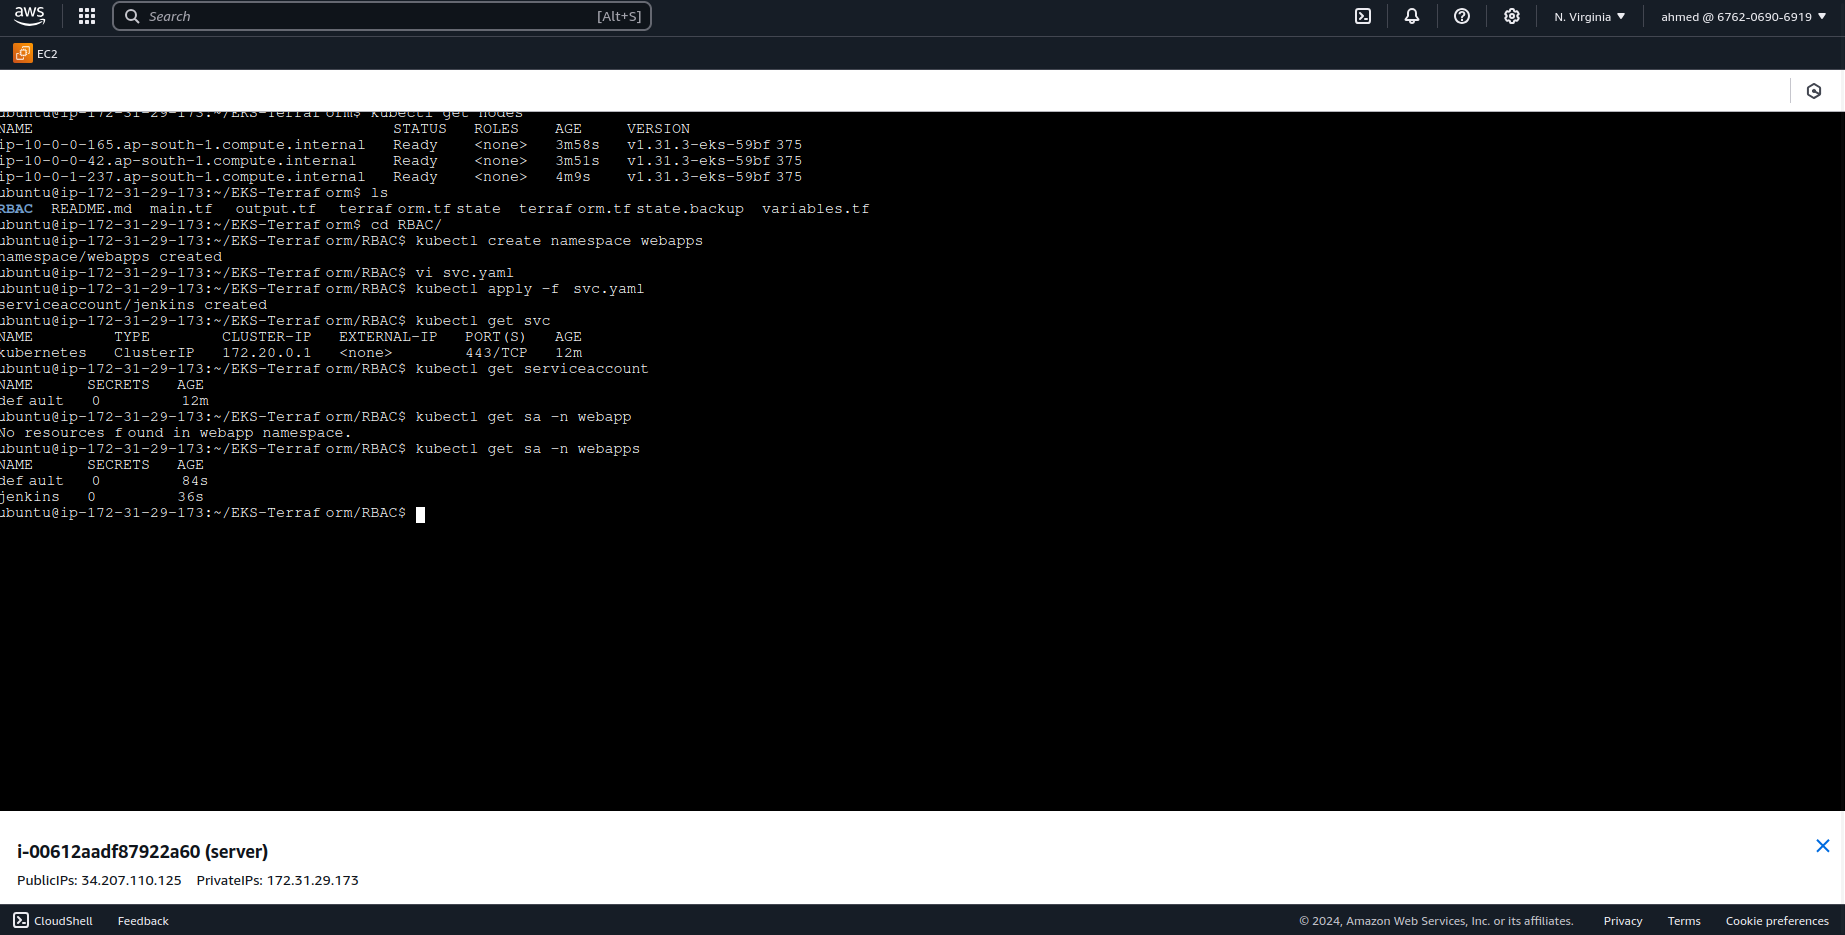 aws Search [Alt+S] N. Virginia ahmed @ 6762-0690-6919
EC2
ubuntu@ip-172-31-29-173:~/EKS-Terraform$ kubectl get nodes
NAME STATUS ROLES AGE VERSION
ip-10-0-0-165.ap-south-1.compute.internal Ready <none> 3m58s v1.31.3-eks-59bf375
ip-10-0-0-42.ap-south-1.compute.internal Ready <none> 3m51s v1.31.3-eks-59bf375
ip-10-0-1-237.ap-south-1.compute.internal Ready <none> 4m9s v1.31.3-eks-59bf375
ubuntu@ip-172-31-29-173:~/EKS-Terraform$ ls
RBAC README.md main.tf output.tf terraform.tfstate terraform.tfstate.backup variables.tf
ubuntu@ip-172-31-29-173:~/EKS-Terraform$ cd RBAC/
ubuntu@ip-172-31-29-173:~/EKS-Terraform/RBAC$ kubectl create namespace webapps
namespace/webapps created
ubuntu@ip-172-31-29-173:~/EKS-Terraform/RBAC$ vi svc.yaml
ubuntu@ip-172-31-29-173:~/EKS-Terraform/RBAC$ kubectl apply -f svc.yaml
serviceaccount/jenkins created
ubuntu@ip-172-31-29-173:~/EKS-Terraform/RBAC$ kubectl get svc
NAME TYPE CLUSTER-IP EXTERNAL-IP PORT(S) AGE
kubernetes ClusterIP 172.20.0.1 <none> 443/TCP 12m
ubuntu@ip-172-31-29-173:~/EKS-Terraform/RBAC$ kubectl get serviceaccount
NAME SECRETS AGE
default 0 12m
ubuntu@ip-172-31-29-173:~/EKS-Terraform/RBAC$ kubectl get sa -n webapp
No resources found in webapp namespace.
ubuntu@ip-172-31-29-173:~/EKS-Terraform/RBAC$ kubectl get sa -n webapps
NAME SECRETS AGE
default 0 84s
jenkins 0 36s
ubuntu@ip-172-31-29-173:~/EKS-Terraform/RBAC$
i-00612aadf87922a60 (server)
PublicIPs: 34.207.110.125 PrivateIPs: 172.31.29.173
CloudShell Feedback © 2024, Amazon Web Services, Inc. or its affiliates. Privacy Terms Cookie preferences